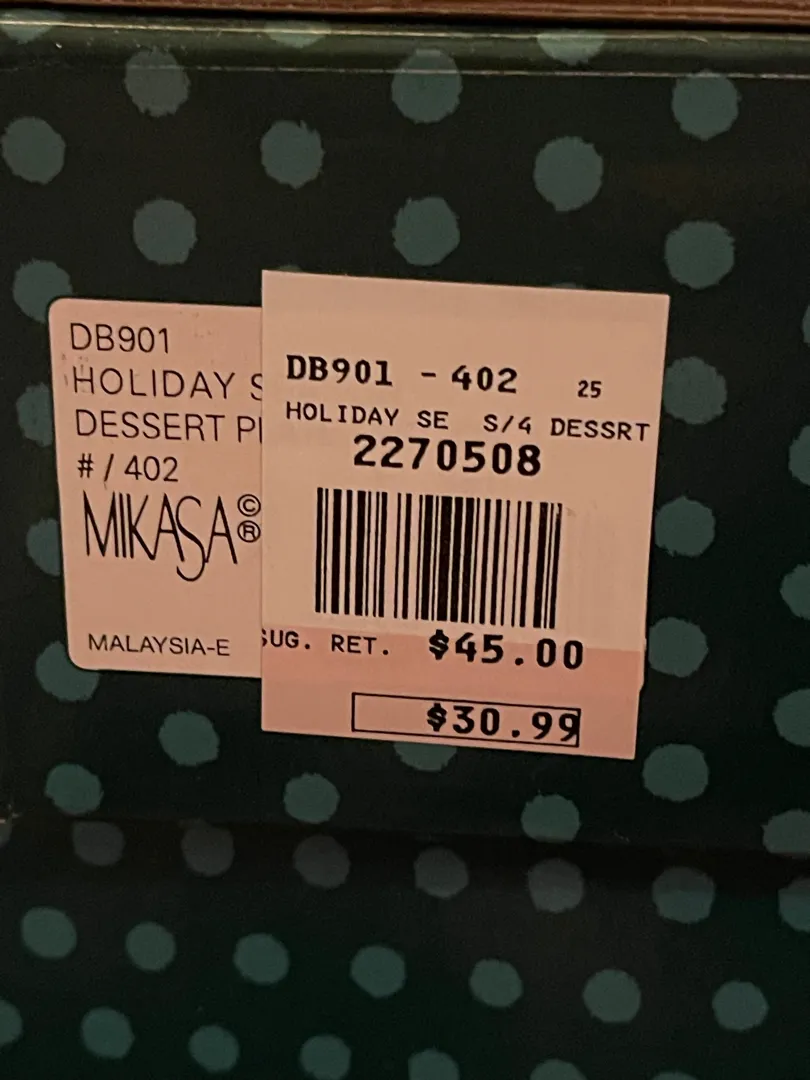 DB901
HOLIDAY S
DESSERT P
# / 402
MIKASA©®
MALAYSIA-E
DB901 - 402 25
HOLIDAY SE S/4 DESSRT
2270508
SUG. RET. $45.00
$30.99